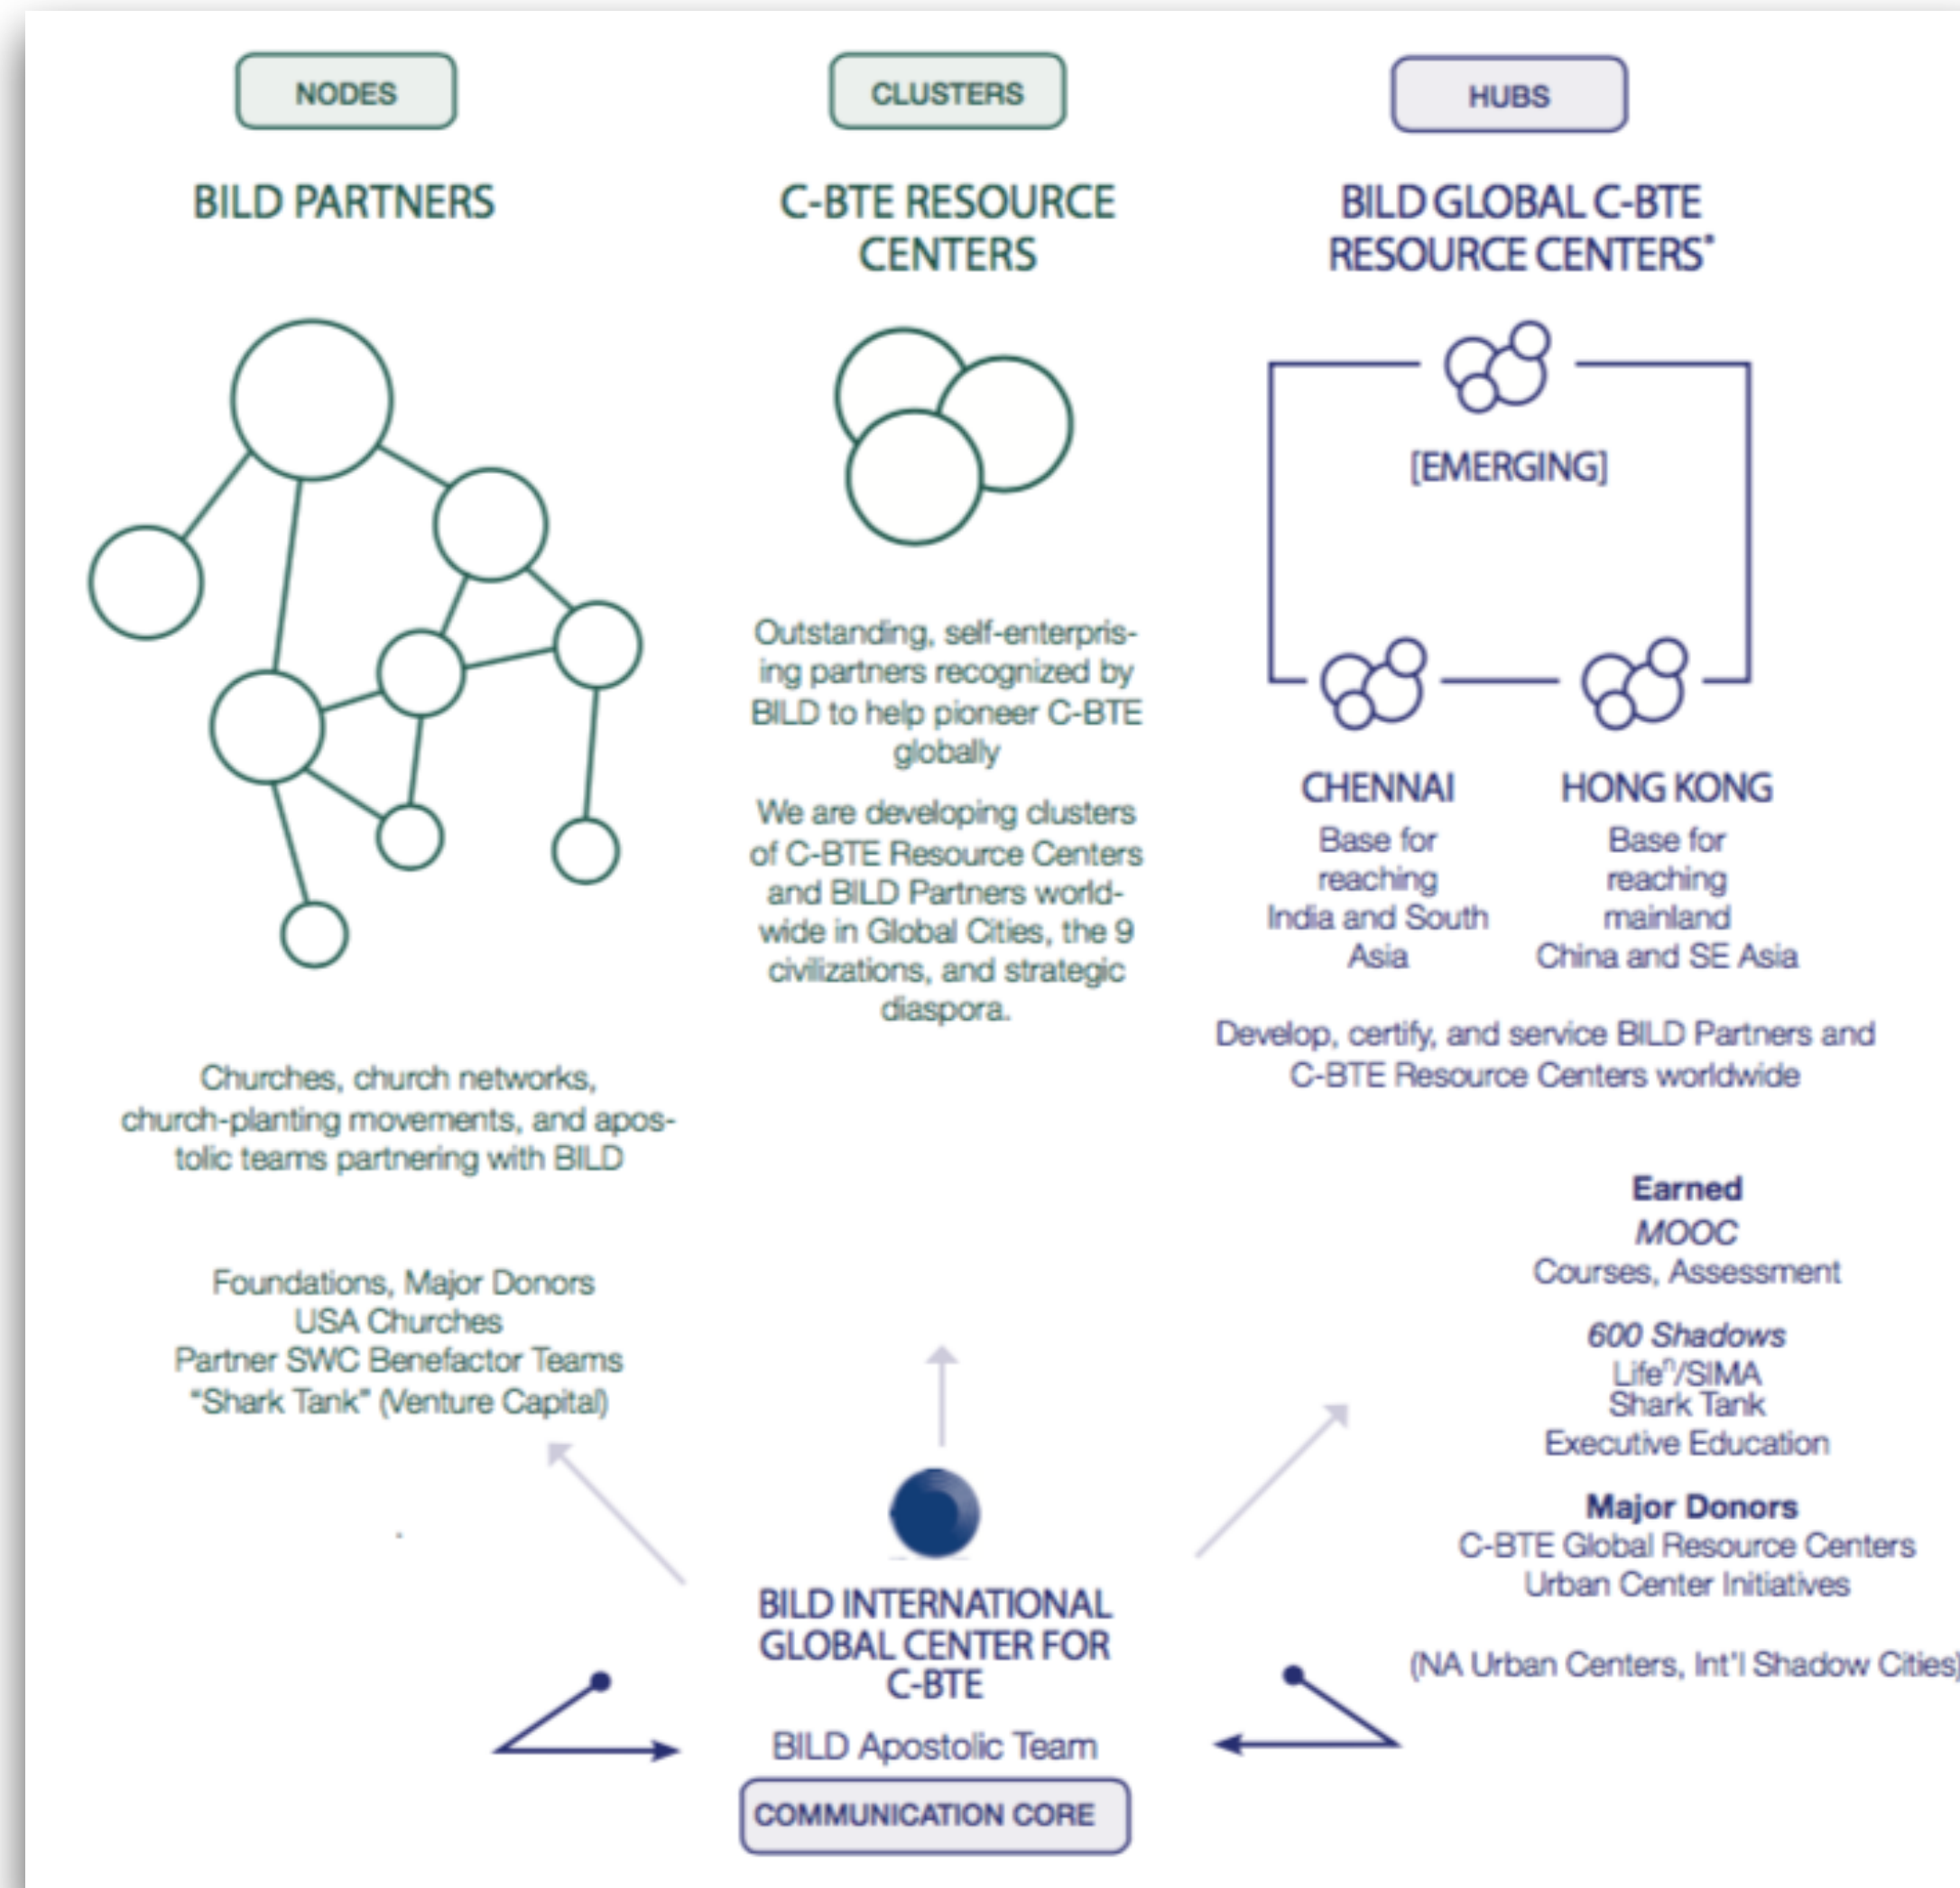 NODES
BILD PARTNERS
Churches, church networks,
church-planting movements, and apos-
tolic teams partnering with BILD
Foundations, Major Donors
USA Churches
Partner SWC Benefactor Teams
“Shark Tank” (Venture Capital)
CLUSTERS
C-BTE RESOURCE
CENTERS
Outstanding, self-enterpris-
ing partners recognized by
BILD to help pioneer C-BTE
globally
We are developing clusters
of C-BTE Resource Centers
and BILD Partners world-
wide in Global Cities, the 9
civilizations, and strategic
diaspora.
HUBS
BILD GLOBAL C-BTE
RESOURCE CENTERS*
[EMERGING]
CHENNAI
Base for
reaching
India and South
Asia
HONG KONG
Base for
reaching
mainland
China and SE Asia
Develop, certify, and service BILD Partners and
C-BTE Resource Centers worldwide
Earned
MOOC
Courses, Assessment
600 Shadows
Lifeⁿ/SIMA
Shark Tank
Executive Education
Major Donors
C-BTE Global Resource Centers
Urban Center Initiatives
(NA Urban Centers, Int'l Shadow Cities)
BILD INTERNATIONAL
GLOBAL CENTER FOR
C-BTE
BILD Apostolic Team
COMMUNICATION CORE